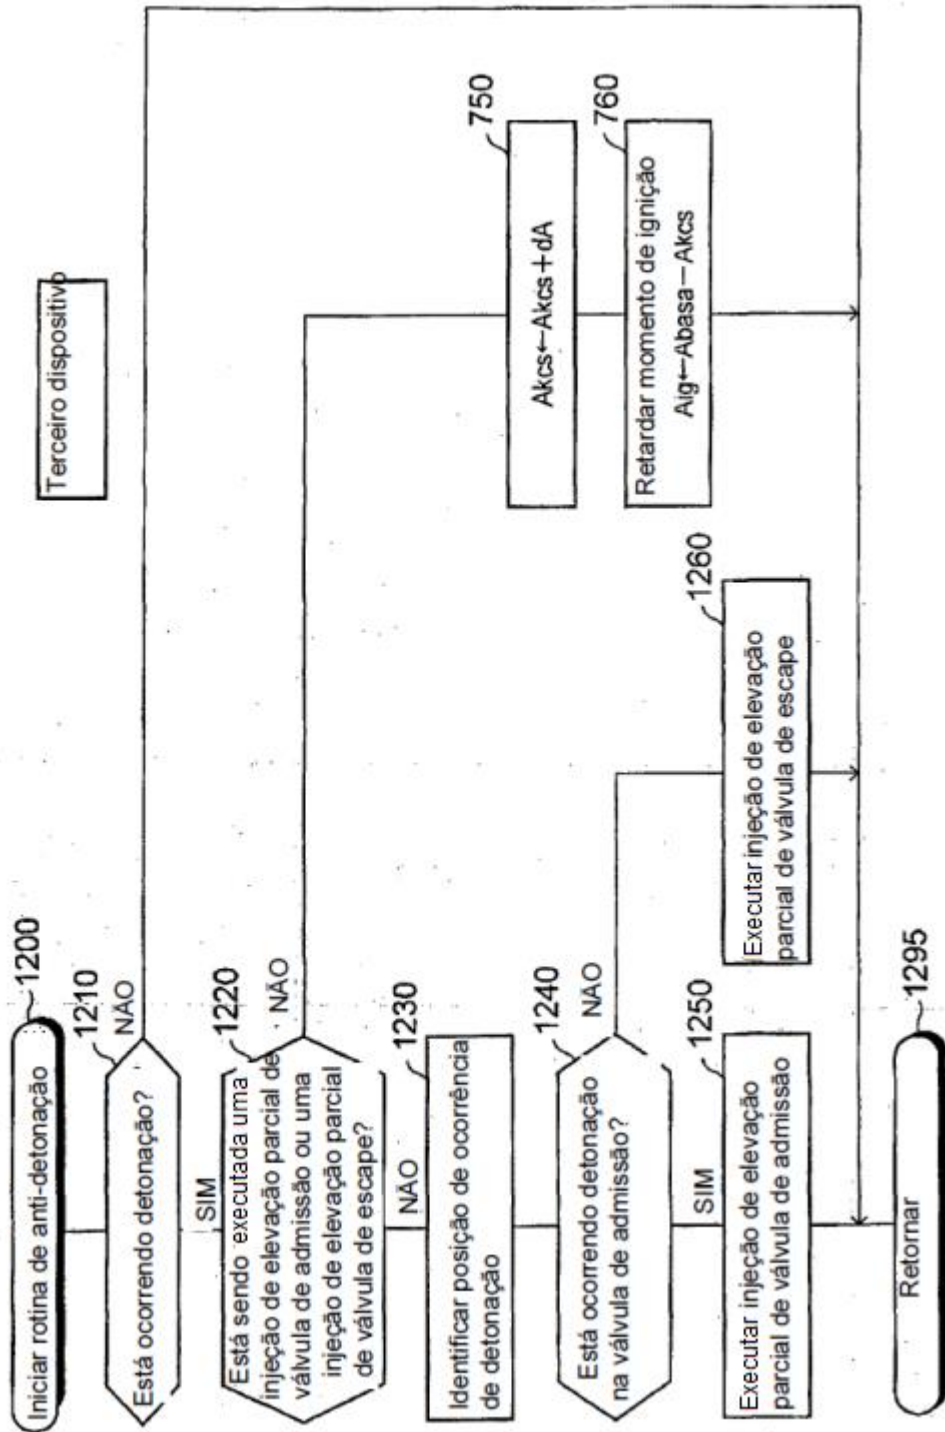 Terceiro dispositivo
Iniciar rotina de anti-detonação
1200
Está ocorrendo detonação?
1210
NÃO
SIM
Está sendo executada uma
injeção de elevação parcial de
válvula de admissão ou uma
injeção de elevação parcial
de válvula de escape?
1220
NÃO
NÃO
Identificar posição de ocorrência
de detonação
1230
Está ocorrendo detonação
na válvula de admissão?
1240
NÃO
SIM
Executar injeção de elevação
parcial de válvula de admissão
1250
Executar injeção de elevação
parcial de válvula de escape
1260
Akcs←Akcs+dA
750
Retardar momento de ignição
Aig←Abasa−Akcs
760
Retornar
1295